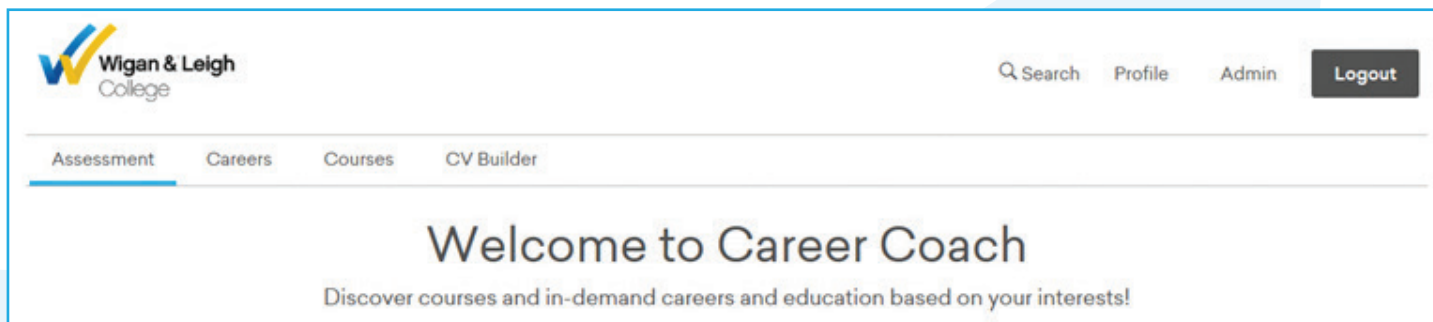 Wigan & Leigh
College
Search Profile Admin Logout
Assessment Careers Courses CV Builder
Welcome to Career Coach
Discover courses and in-demand careers and education based on your interests!